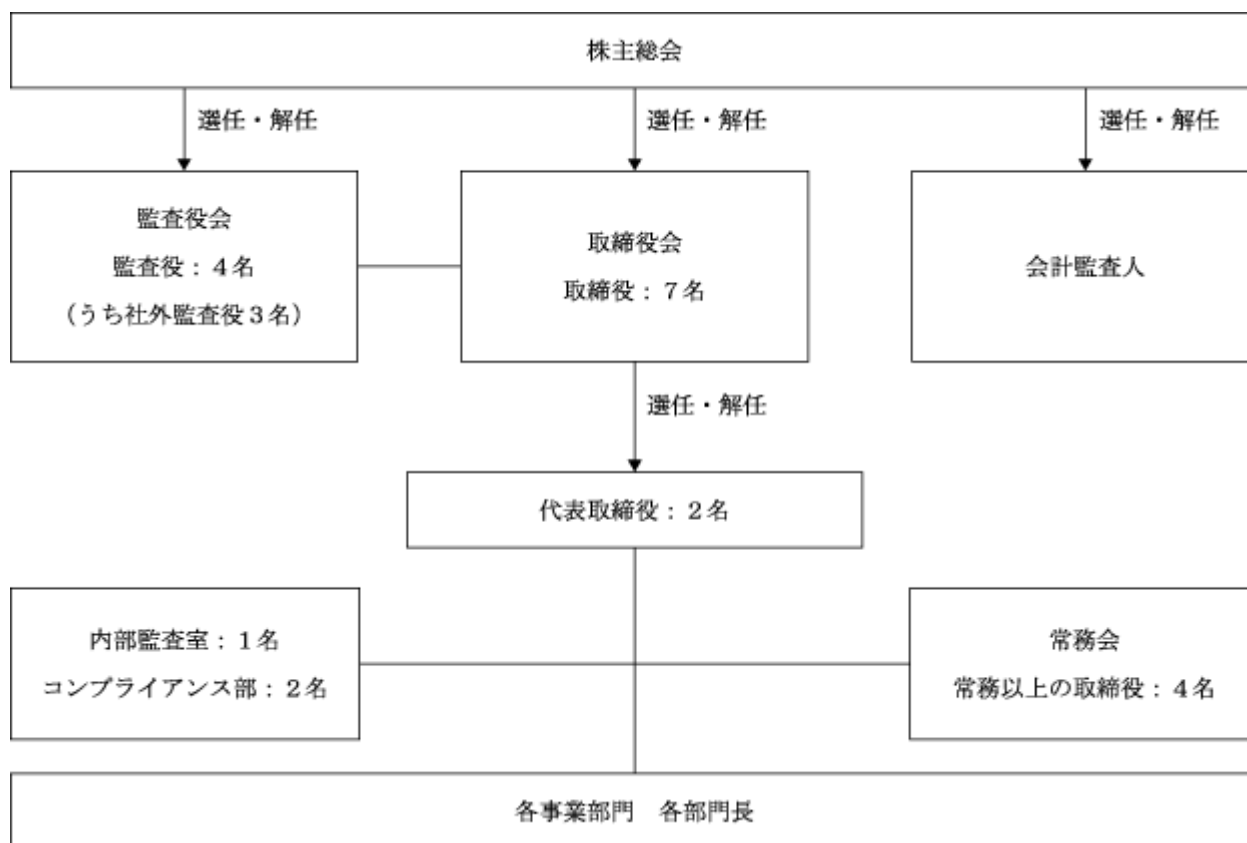 株主総会
選任・解任
選任・解任
選任・解任
監査役会
監査役：４名
（うち社外監査役３名）
取締役会
取締役：７名
会計監査人
選任・解任
代表取締役：２名
内部監査室：１名
コンプライアンス部：２名
常務会
常務以上の取締役：４名
各事業部門　各部門長